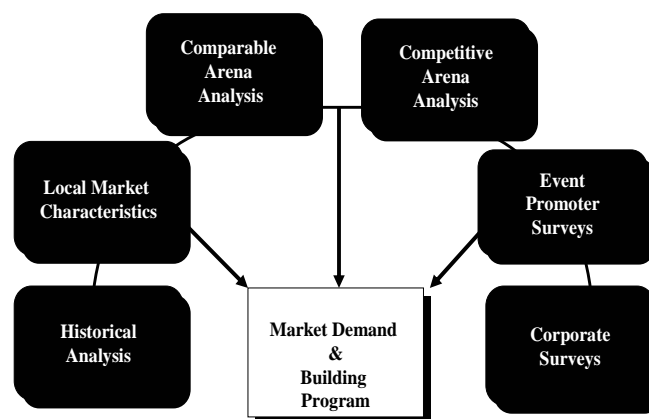 Comparable
Arena
Analysis
Competitive
Arena
Analysis
Local Market
Characteristics
Event
Promoter
Surveys
Historical
Analysis
Market Demand
&
Building
Program
Corporate
Surveys